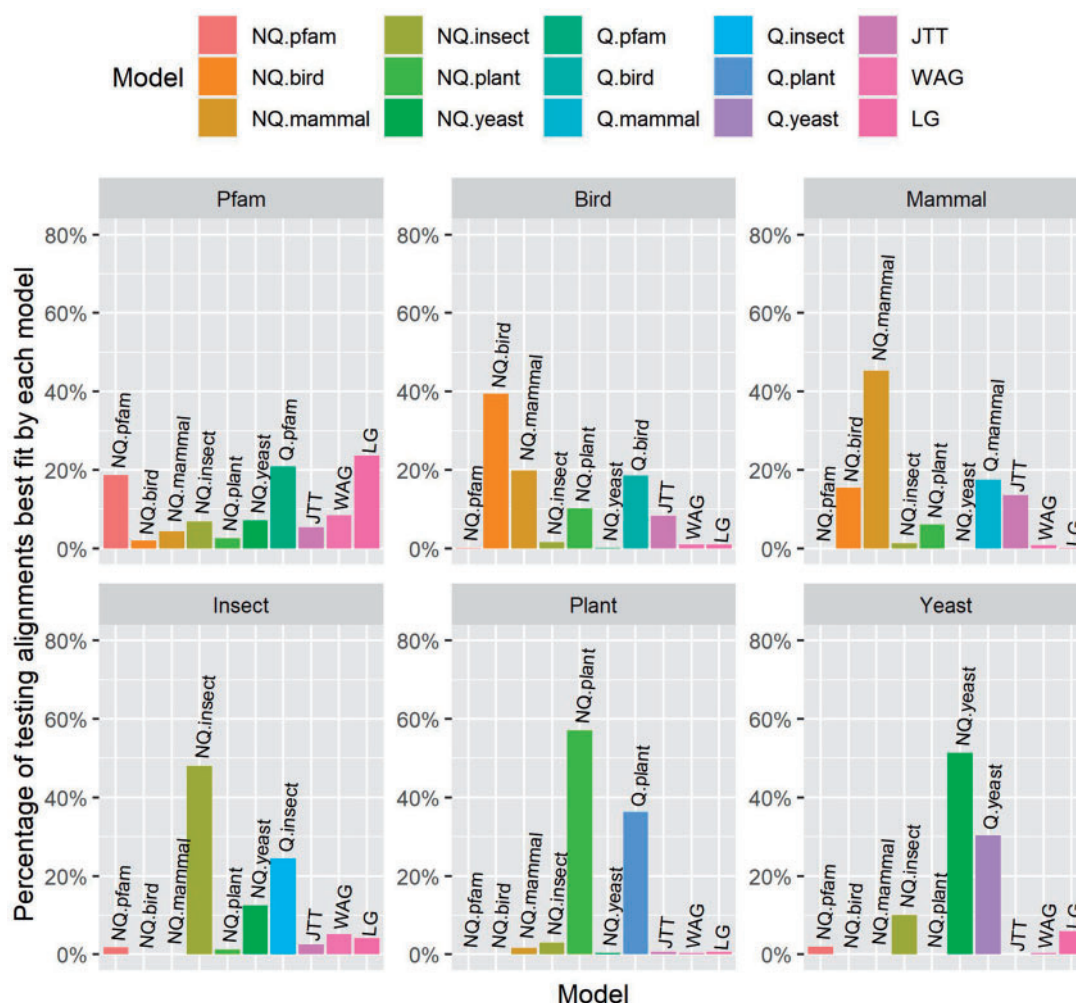 Model
NQ.pfam NQ.insect Q.pfam Q.insect JTT
NQ.bird NQ.plant Q.bird Q.plant WAG
NQ.mammal NQ.yeast Q.mammal Q.yeast LG
Percentage of testing alignments best fit by each model
Pfam
80%
60%
40%
20%
0%
NQ.pfam
NQ.bird
NQ.mammal
NQ.insect
NQ.plant
NQ.yeast
Q.pfam
JTT
WAG
LG
Bird
80%
60%
40%
20%
0%
NQ.pfam
NQ.bird
NQ.mammal
NQ.insect
NQ.plant
NQ.yeast
Q.bird
JTT
WAG
LG
Mammal
80%
60%
40%
20%
0%
NQ.pfam
NQ.bird
NQ.mammal
NQ.insect
NQ.plant
NQ.yeast
Q.mammal
JTT
WAG
LG
Insect
80%
60%
40%
20%
0%
NQ.pfam
NQ.bird
NQ.mammal
NQ.insect
NQ.plant
NQ.yeast
Q.insect
JTT
WAG
LG
Plant
80%
60%
40%
20%
0%
NQ.pfam
NQ.bird
NQ.mammal
NQ.insect
NQ.plant
NQ.yeast
Q.plant
JTT
WAG
LG
Yeast
80%
60%
40%
20%
0%
NQ.pfam
NQ.bird
NQ.mammal
NQ.insect
NQ.plant
NQ.yeast
Q.yeast
JTT
WAG
LG
Model